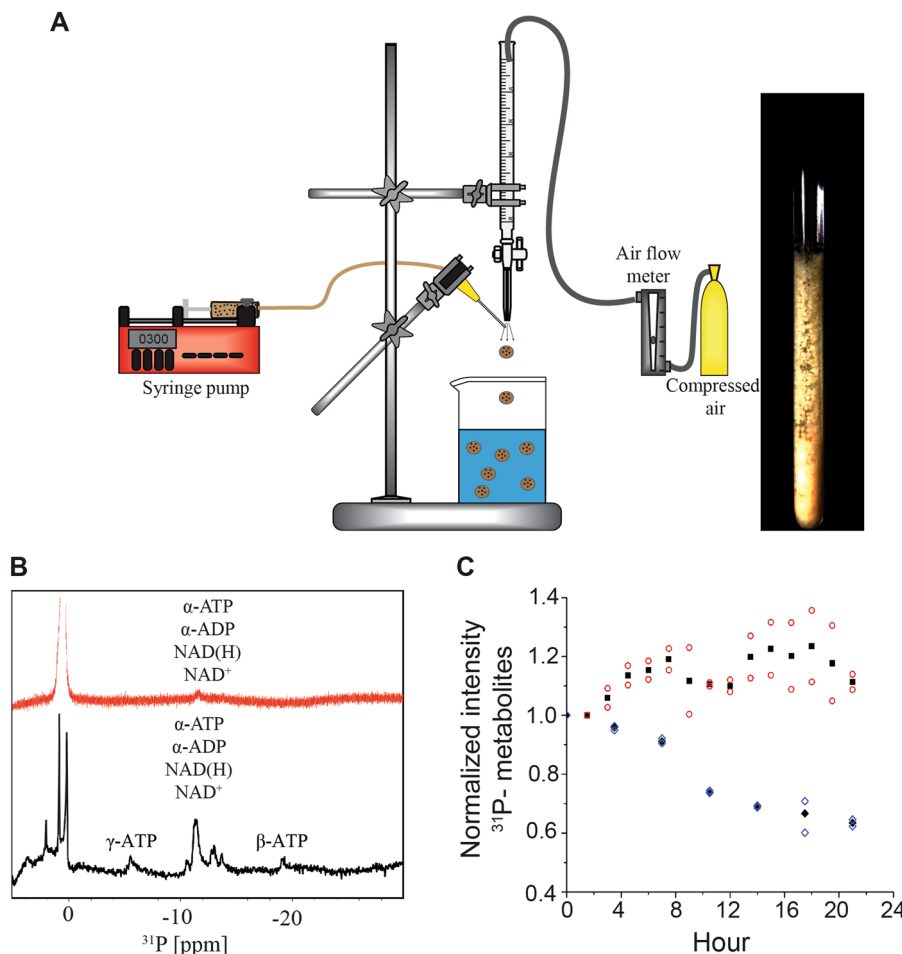 A
Air flow
meter
0300
Syringe pump
Compressed
air
B
α-ATP
α-ADP
NAD(H)
NAD⁺
α-ATP
α-ADP
NAD(H)
NAD⁺
γ-ATP
β-ATP
0
-10
-20
³¹P [ppm]
C
Normalized intensity
³¹P- metabolites
1.4
1.2
1.0
0.8
0.6
0.4
0
4
8
12
16
20
24
Hour